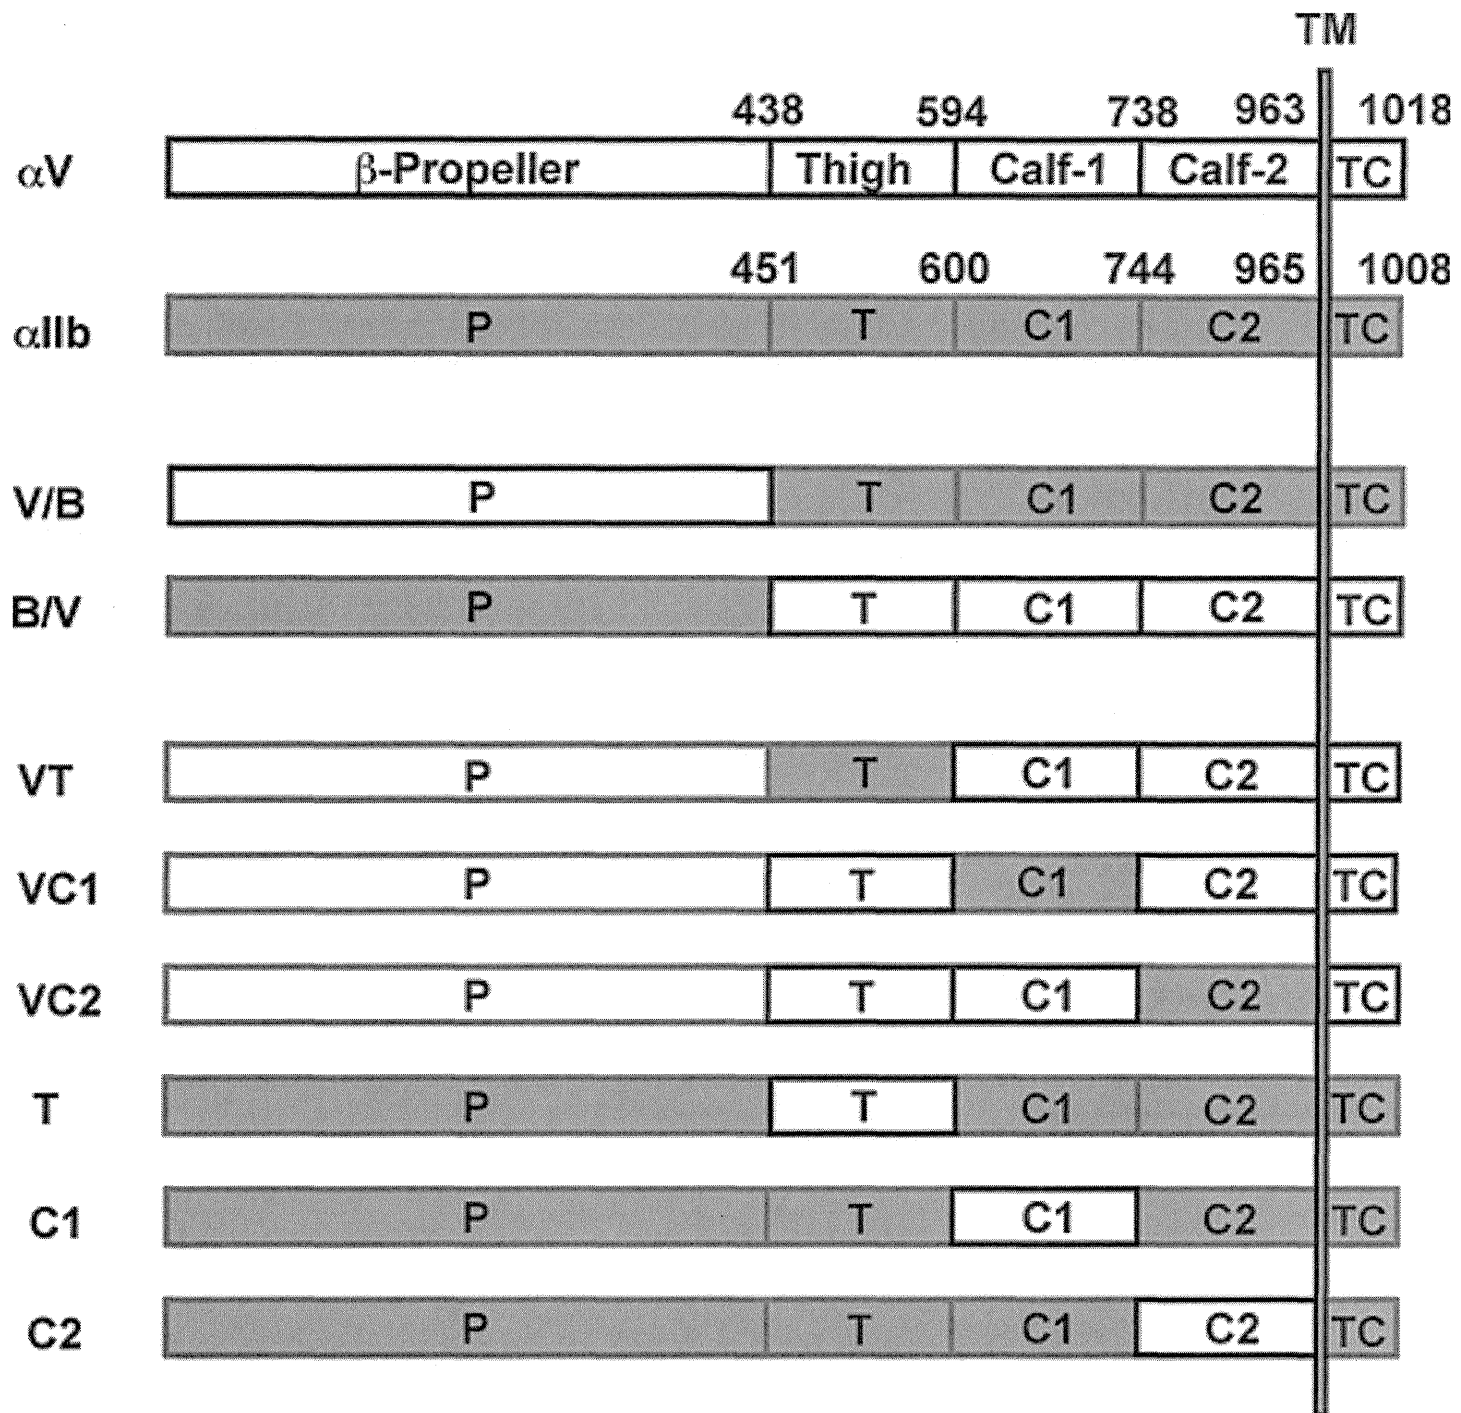 TM
438 594 738 963 1018
αV β-Propeller Thigh Calf-1 Calf-2 TC
451 600 744 965 1008
αIIb P T C1 C2 TC
V/B P T C1 C2 TC
B/V P T C1 C2 TC
VT P T C1 C2 TC
VC1 P T C1 C2 TC
VC2 P T C1 C2 TC
T P T C1 C2 TC
C1 P T C1 C2 TC
C2 P T C1 C2 TC